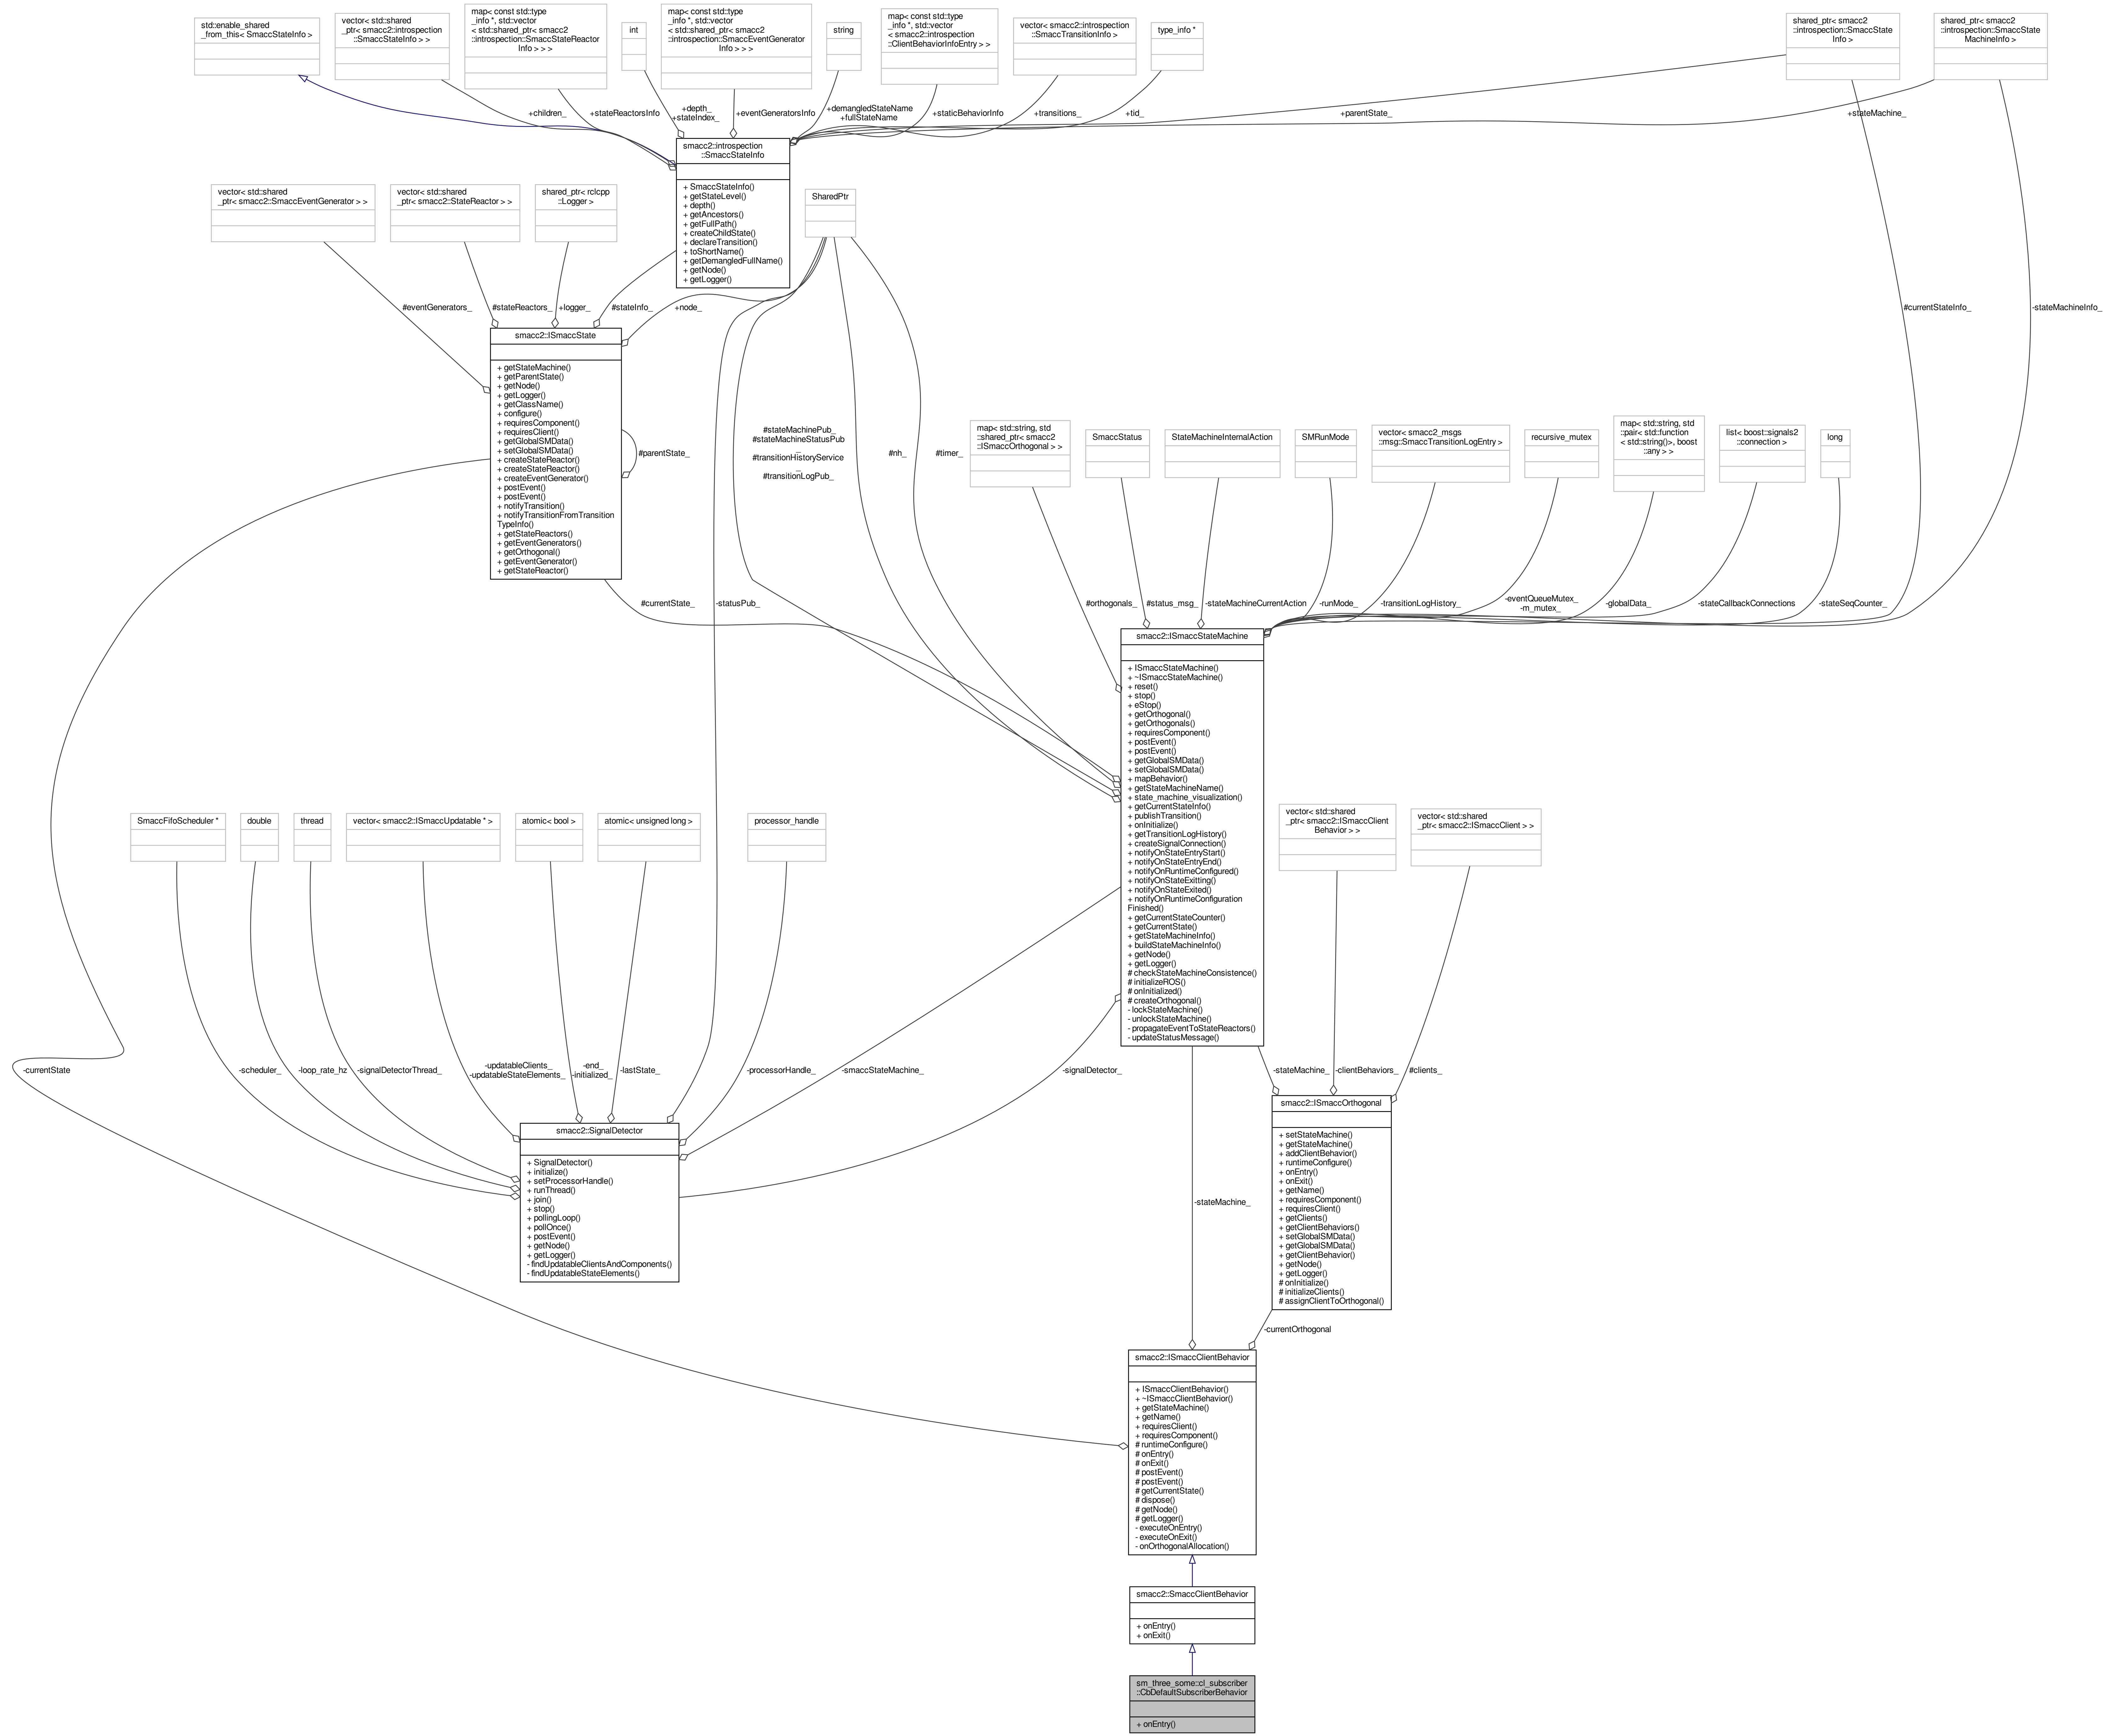 std::enable_shared
_from_this< SmaccStateInfo >
vector< std::shared
_ptr< smacc2::introspection
::SmaccStateInfo > >
map< const std::type
_info *, std::vector
< std::shared_ptr< smacc2
::introspection::SmaccStateReactor
Info > > >
int
map< const std::type
_info *, std::vector
< std::shared_ptr< smacc2
::introspection::SmaccEventGenerator
Info > > >
string
map< const std::type
_info *, std::vector
< smacc2::introspection
::ClientBehaviorInfoEntry > >
vector< smacc2::introspection
::SmaccTransitionInfo >
type_info *
shared_ptr< smacc2
::introspection::SmaccState
Info >
shared_ptr< smacc2
::introspection::SmaccState
MachineInfo >
+children_
+stateReactorsInfo
+depth_
+stateIndex_
+eventGeneratorsInfo
+demangledStateName
+fullStateName
+staticBehaviorInfo
+transitions_
+tid_
+parentState_
+stateMachine_
smacc2::introspection
::SmaccStateInfo
+ SmaccStateInfo()
+ getStateLevel()
+ depth()
+ getAncestors()
+ getFullPath()
+ createChildState()
+ declareTransition()
+ toShortName()
+ getDemangledFullName()
+ getNode()
+ getLogger()
vector< std::shared
_ptr< smacc2::SmaccEventGenerator > >
vector< std::shared
_ptr< smacc2::StateReactor > >
shared_ptr< rclcpp
::Logger >
SharedPtr
#eventGenerators_
#stateReactors_
+logger_
#stateInfo_
+node_
#currentStateInfo_
-stateMachineInfo_
smacc2::ISmaccState
+ getStateMachine()
+ getParentState()
+ getNode()
+ getLogger()
+ getClassName()
+ configure()
+ requiresComponent()
+ requiresClient()
+ getGlobalSMData()
+ setGlobalSMData()
+ createStateReactor()
+ createStateReactor()
+ createEventGenerator()
+ postEvent()
+ postEvent()
+ notifyTransition()
+ notifyTransitionFromTransition
TypeInfo()
+ getStateReactors()
+ getEventGenerators()
+ getOrthogonal()
+ getEventGenerator()
+ getStateReactor()
#parentState_
#stateMachinePub_
#stateMachineStatusPub
_
#transitionHistoryService
_
#transitionLogPub_
#nh_
#timer_
map< std::string, std
::shared_ptr< smacc2
::ISmaccOrthogonal > >
SmaccStatus
StateMachineInternalAction
SMRunMode
vector< smacc2_msgs
::msg::SmaccTransitionLogEntry >
recursive_mutex
map< std::string, std
::pair< std::function
< std::string()>, boost
::any > >
list< boost::signals2
::connection >
long
#currentState_
-statusPub_
#orthogonals_
#status_msg_
-stateMachineCurrentAction
-runMode_
-transitionLogHistory_
-eventQueueMutex_
-m_mutex_
-globalData_
-stateCallbackConnections
-stateSeqCounter_
smacc2::ISmaccStateMachine
+ ISmaccStateMachine()
+ ~ISmaccStateMachine()
+ reset()
+ stop()
+ eStop()
+ getOrthogonal()
+ getOrthogonals()
+ requiresComponent()
+ postEvent()
+ postEvent()
+ getGlobalSMData()
+ setGlobalSMData()
+ mapBehavior()
+ getStateMachineName()
+ state_machine_visualization()
+ getCurrentStateInfo()
+ publishTransition()
+ onInitialize()
+ getTransitionLogHistory()
+ createSignalConnection()
+ notifyOnStateEntryStart()
+ notifyOnStateEntryEnd()
+ notifyOnRuntimeConfigured()
+ notifyOnStateExitting()
+ notifyOnStateExited()
+ notifyOnRuntimeConfiguration
Finished()
+ getCurrentStateCounter()
+ getCurrentState()
+ getStateMachineInfo()
+ buildStateMachineInfo()
+ getNode()
+ getLogger()
# checkStateMachineConsistence()
# initializeROS()
# onInitialized()
# createOrthogonal()
- lockStateMachine()
- unlockStateMachine()
- propagateEventToStateReactors()
- updateStatusMessage()
SmaccFifoScheduler *
double
thread
vector< smacc2::ISmaccUpdatable * >
atomic< bool >
atomic< unsigned long >
processor_handle
vector< std::shared
_ptr< smacc2::ISmaccClient
Behavior > >
vector< std::shared
_ptr< smacc2::ISmaccClient > >
-currentState
-scheduler_
-loop_rate_hz
-signalDetectorThread_
-updatableClients_
-updatableStateElements_
-end_
-initialized_
-lastState_
-processorHandle_
-smaccStateMachine_
-signalDetector_
-stateMachine_
-clientBehaviors_
#clients_
smacc2::SignalDetector
+ SignalDetector()
+ initialize()
+ setProcessorHandle()
+ runThread()
+ join()
+ stop()
+ pollingLoop()
+ pollOnce()
+ postEvent()
+ getNode()
+ getLogger()
- findUpdatableClientsAndComponents()
- findUpdatableStateElements()
smacc2::ISmaccOrthogonal
+ setStateMachine()
+ getStateMachine()
+ addClientBehavior()
+ runtimeConfigure()
+ onEntry()
+ onExit()
+ getName()
+ requiresComponent()
+ requiresClient()
+ getClients()
+ getClientBehaviors()
+ setGlobalSMData()
+ getGlobalSMData()
+ getClientBehavior()
+ getNode()
+ getLogger()
# onInitialize()
# initializeClients()
# assignClientToOrthogonal()
-stateMachine_
-currentOrthogonal
smacc2::ISmaccClientBehavior
+ ISmaccClientBehavior()
+ ~ISmaccClientBehavior()
+ getStateMachine()
+ getName()
+ requiresClient()
+ requiresComponent()
# runtimeConfigure()
# onEntry()
# onExit()
# postEvent()
# postEvent()
# getCurrentState()
# dispose()
# getNode()
# getLogger()
- executeOnEntry()
- executeOnExit()
- onOrthogonalAllocation()
smacc2::SmaccClientBehavior
+ onEntry()
+ onExit()
sm_three_some::cl_subscriber
::CbDefaultSubscriberBehavior
+ onEntry()